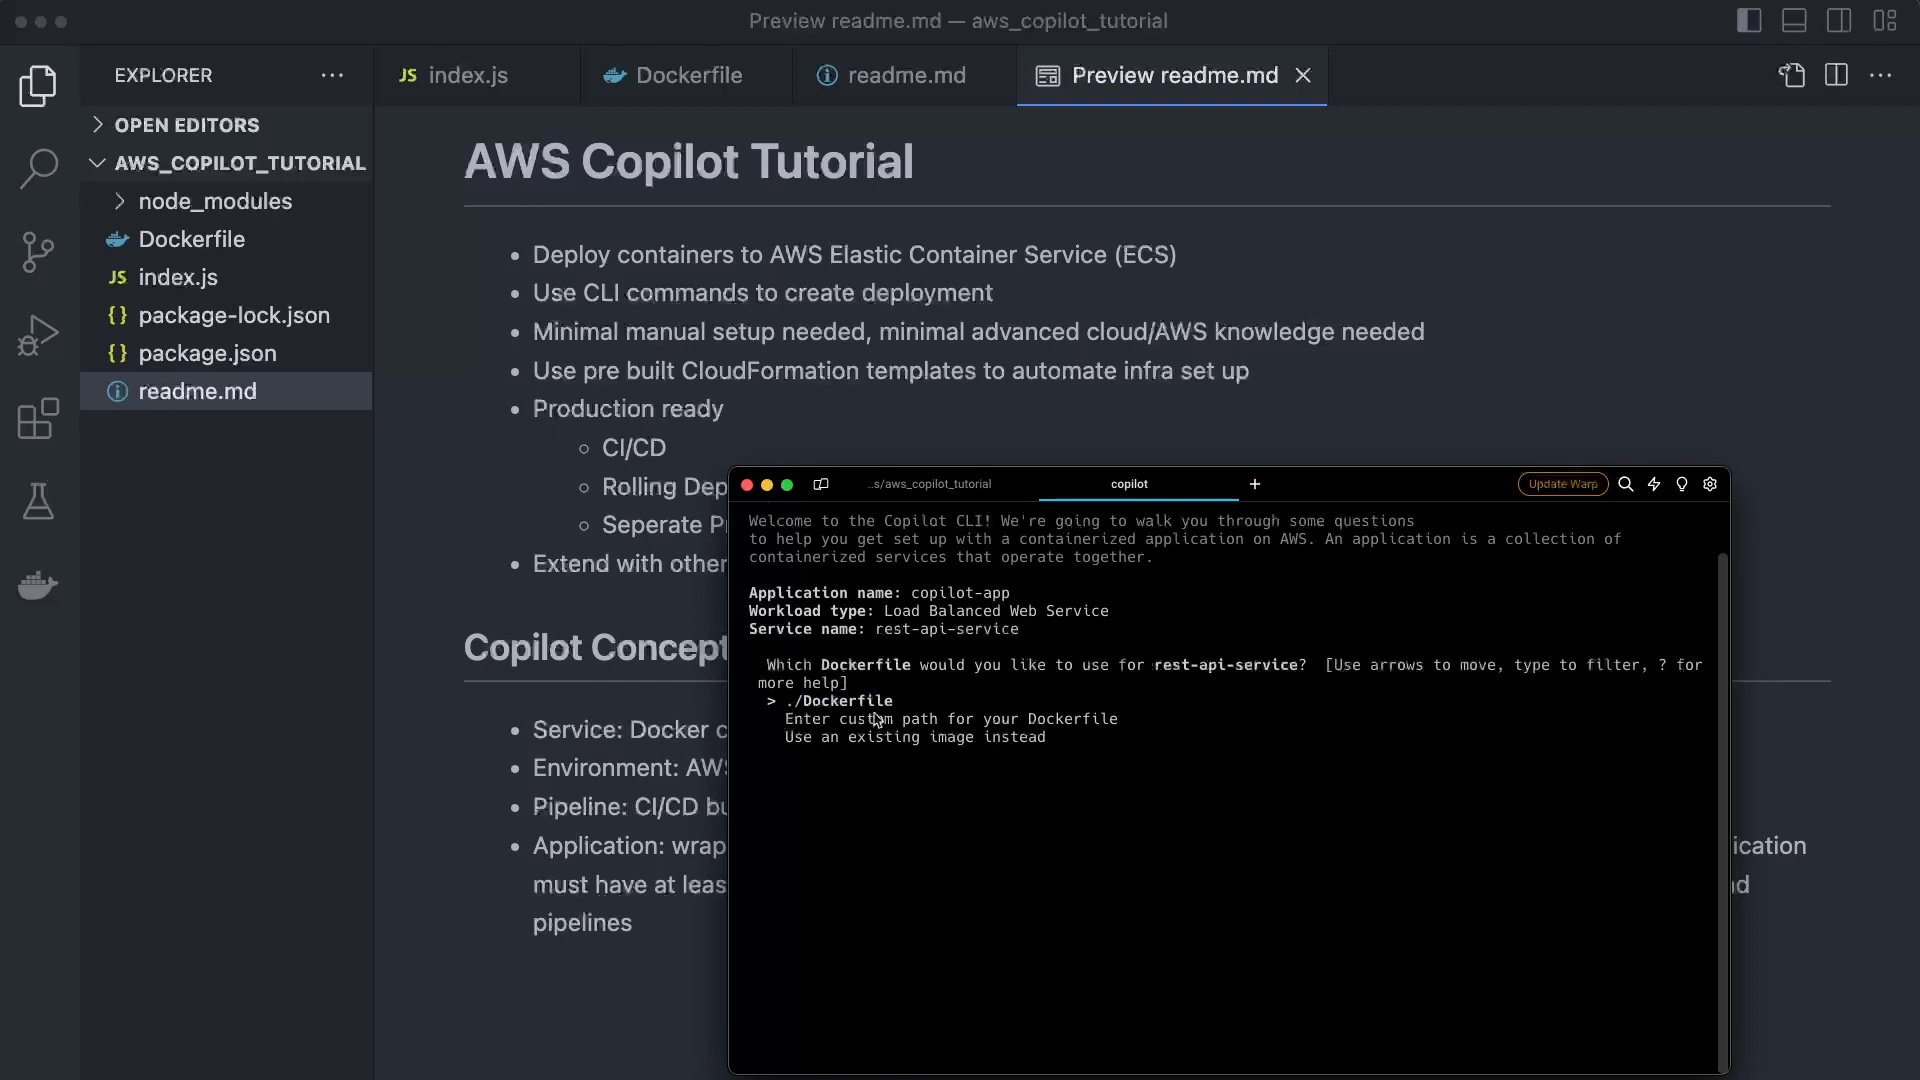 Preview readme.md — aws_copilot_tutorial
EXPLORER
JS index.js
Dockerfile
readme.md
Preview readme.md
OPEN EDITORS
AWS_COPILOT_TUTORIAL
node_modules
Dockerfile
JS index.js
{} package-lock.json
{} package.json
readme.md
AWS Copilot Tutorial
• Deploy containers to AWS Elastic Container Service (ECS)
• Use CLI commands to create deployment
• Minimal manual setup needed, minimal advanced cloud/AWS knowledge needed
• Use pre built CloudFormation templates to automate infra set up
• Production ready
◦ CI/CD
◦ Rolling Dep
◦ Seperate P
• Extend with other
Copilot Concept
• Service: Docker c
• Environment: AWS
• Pipeline: CI/CD bu
• Application: wrap
ication
must have at leas
d
pipelines
..s/aws_copilot_tutorial
copilot
Update Warp
Welcome to the Copilot CLI! We're going to walk you through some questions
to help you get set up with a containerized application on AWS. An application is a collection of
containerized services that operate together.
Application name: copilot-app
Workload type: Load Balanced Web Service
Service name: rest-api-service
Which Dockerfile would you like to use for rest-api-service? [Use arrows to move, type to filter, ? for
more help]
> ./Dockerfile
Enter custom path for your Dockerfile
Use an existing image instead